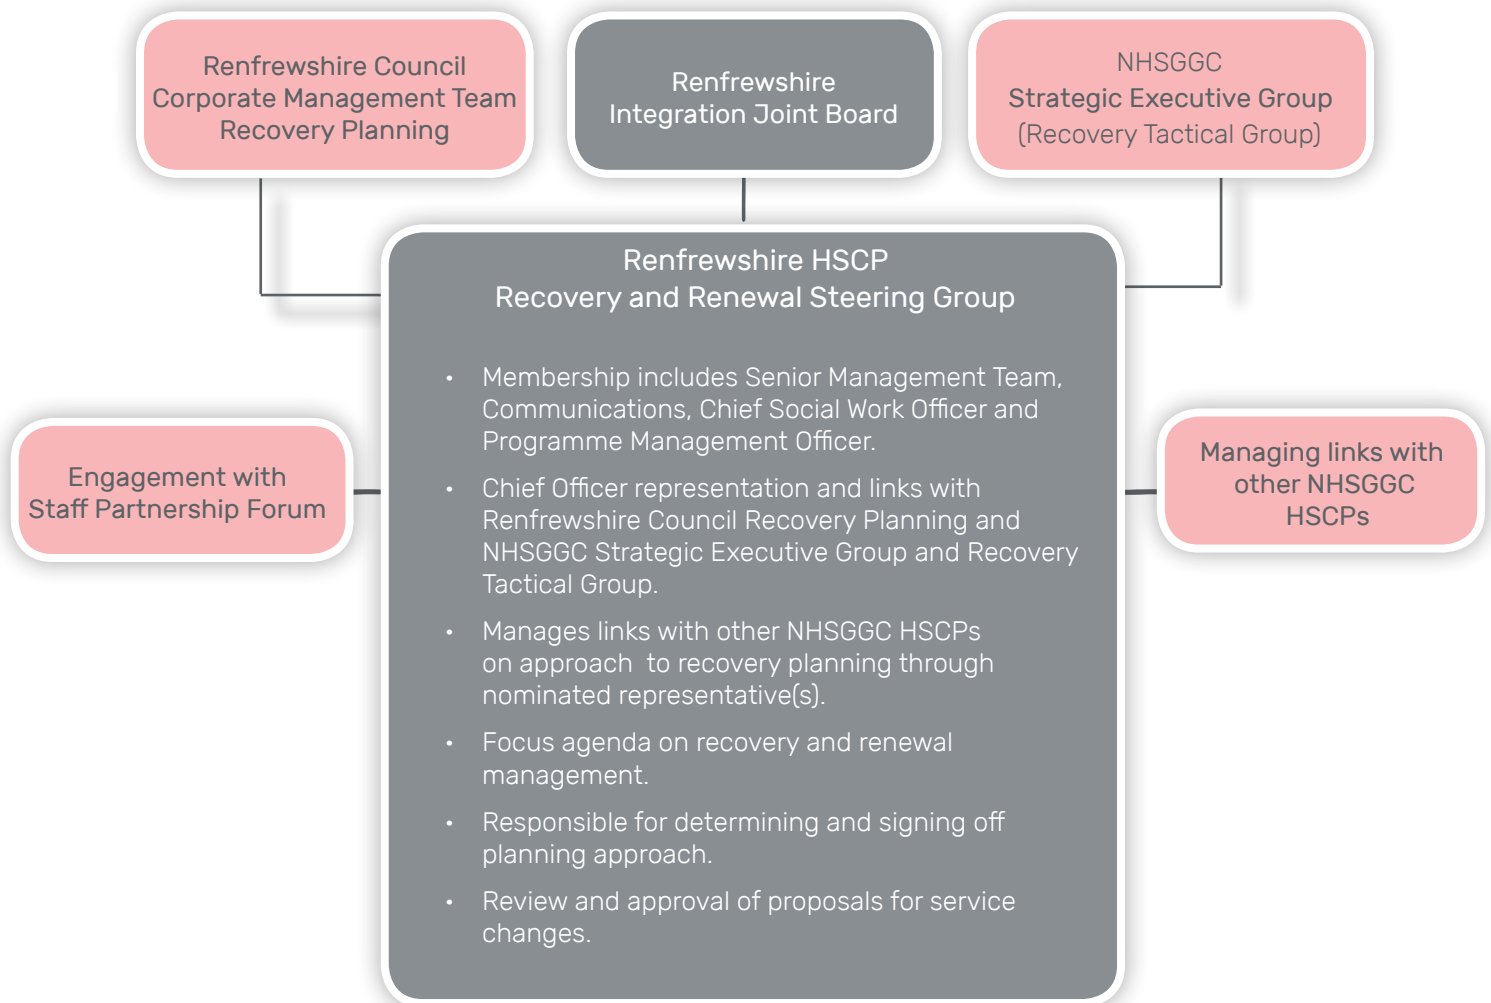 Renfrewshire Council
Corporate Management Team
Recovery Planning
Renfrewshire
Integration Joint Board
NHSGGC
Strategic Executive Group
(Recovery Tactical Group)
Renfrewshire HSCP
Recovery and Renewal Steering Group
• Membership includes Senior Management Team,
Communications, Chief Social Work Officer and
Programme Management Officer.
• Chief Officer representation and links with
Renfrewshire Council Recovery Planning and
NHSGGC Strategic Executive Group and Recovery
Tactical Group.
• Manages links with other NHSGGC HSCPs
on approach to recovery planning through
nominated representative(s).
• Focus agenda on recovery and renewal
management.
• Responsible for determining and signing off
planning approach.
• Review and approval of proposals for service
changes.
Engagement with
Staff Partnership Forum
Managing links with
other NHSGGC
HSCPs